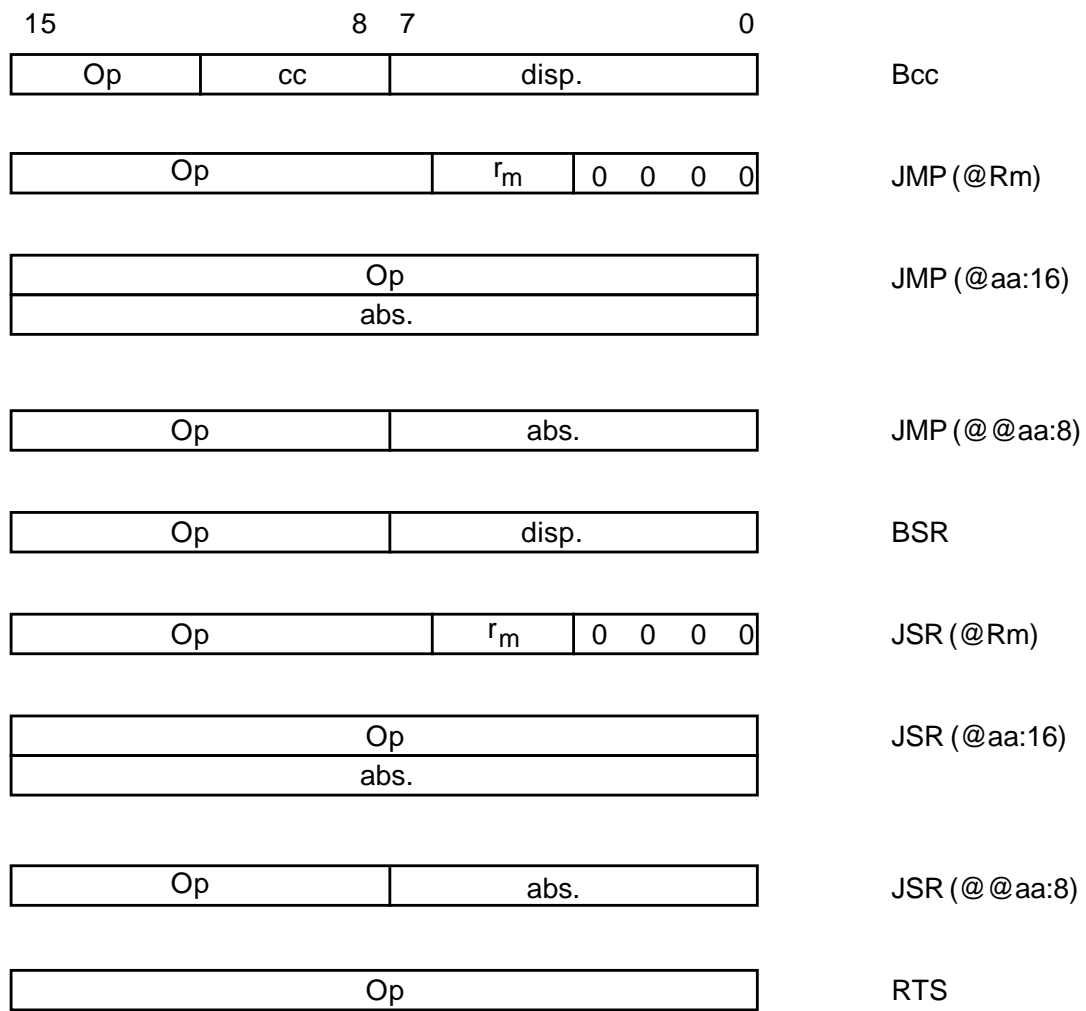 15 8 7 0
Op cc disp. Bcc
Op rm 0 0 0 0 JMP (@Rm)
Op JMP (@aa:16)
abs.
Op abs. JMP (@@aa:8)
Op disp. BSR
Op rm 0 0 0 0 JSR (@Rm)
Op JSR (@aa:16)
abs.
Op abs. JSR (@@aa:8)
Op RTS